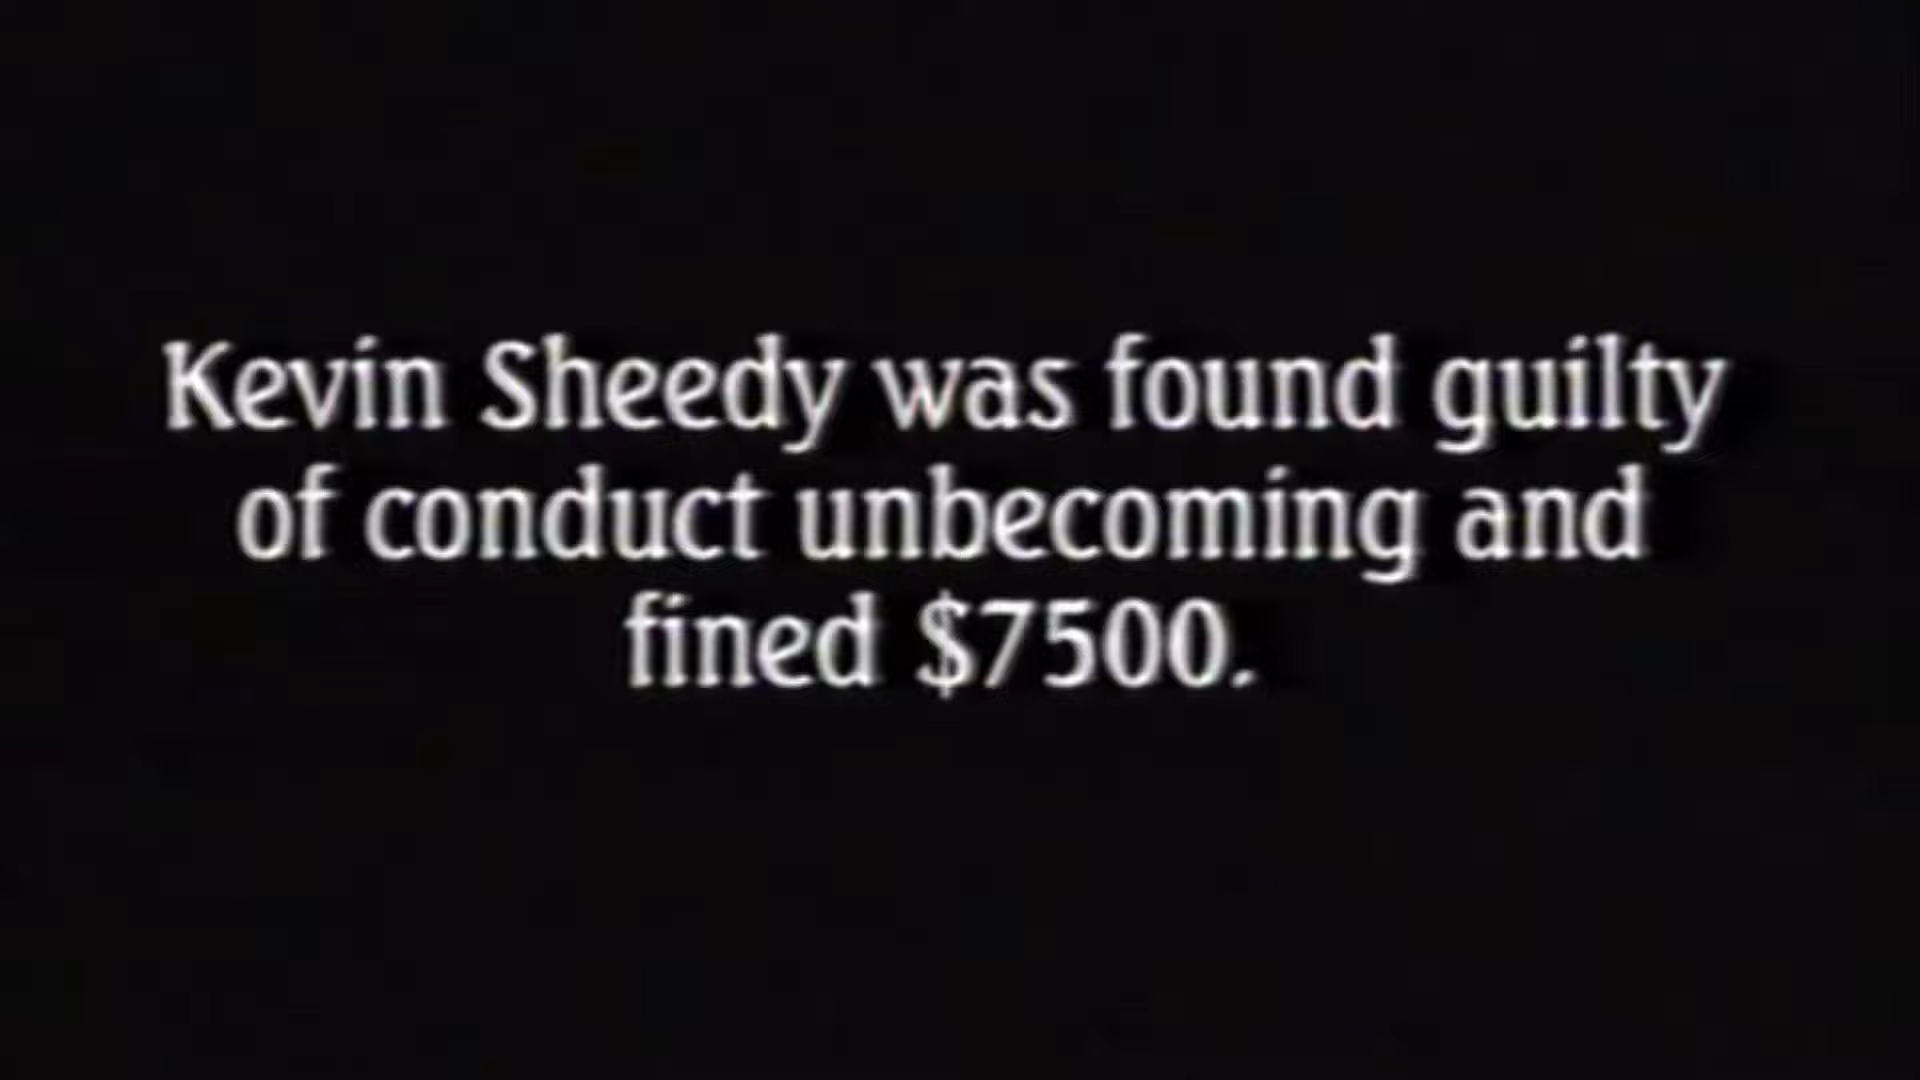 Kevin Sheedy was found guilty
of conduct unbecoming and
fined $7500.